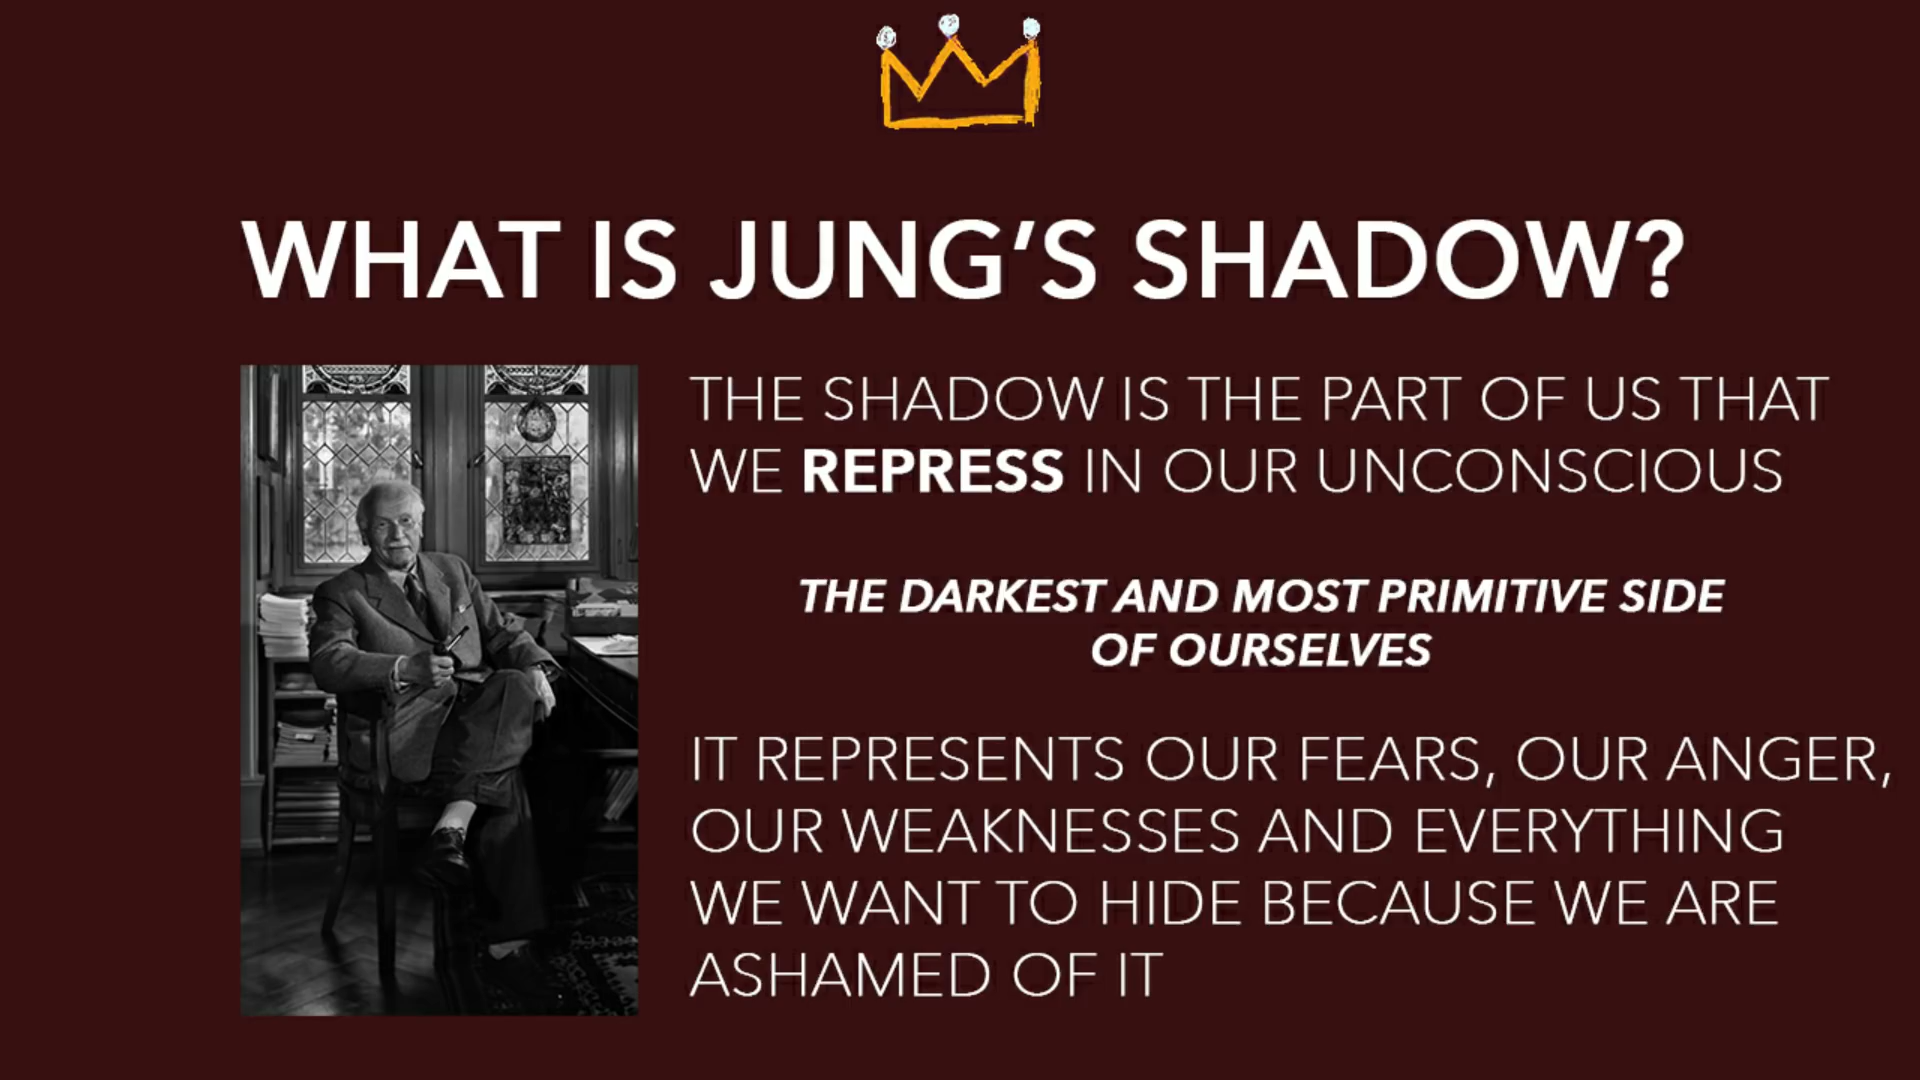 WHAT IS JUNG'S SHADOW?
THE SHADOW IS THE PART OF US THAT
WE REPRESS IN OUR UNCONSCIOUS
THE DARKEST AND MOST PRIMITIVE SIDE
OF OURSELVES
IT REPRESENTS OUR FEARS, OUR ANGER,
OUR WEAKNESSES AND EVERYTHING
WE WANT TO HIDE BECAUSE WE ARE
ASHAMED OF IT